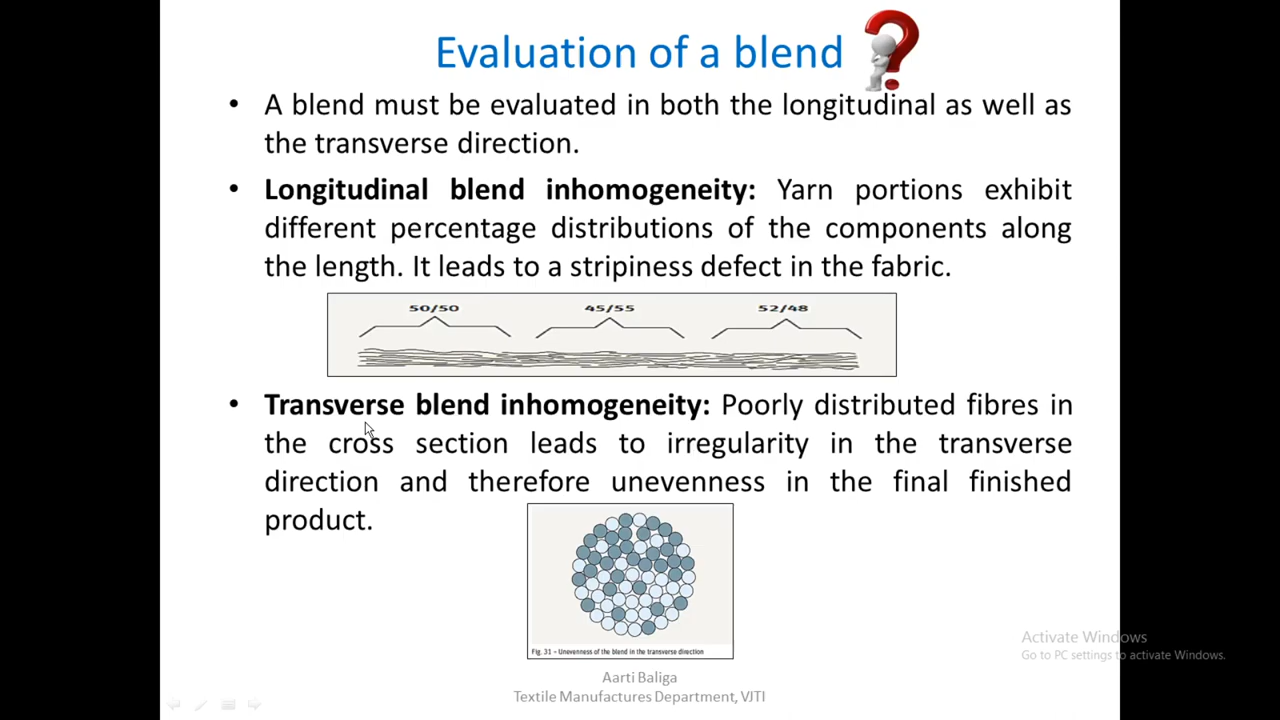 Evaluation of a blend
• A blend must be evaluated in both the longitudinal as well as
the transverse direction.
• Longitudinal blend inhomogeneity: Yarn portions exhibit
different percentage distributions of the components along
the length. It leads to a stripiness defect in the fabric.
50/50 45/55 52/48
• Transverse blend inhomogeneity: Poorly distributed fibres in
the cross section leads to irregularity in the transverse
direction and therefore unevenness in the final finished
product.
Fig. 31 – Unevenness of the blend in the transverse direction
Activate Windows
Go to PC settings to activate Windows.
Aarti Baliga
Textile Manufactures Department, VJTI